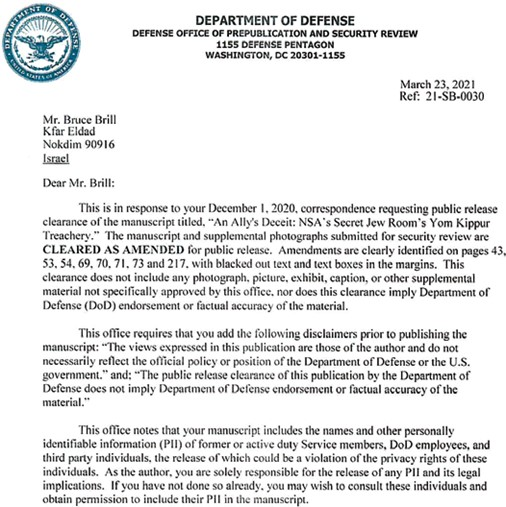 DEPARTMENT OF DEFENSE
UNITED STATES OF AMERICA
DEPARTMENT OF DEFENSE
DEFENSE OFFICE OF PREPUBLICATION AND SECURITY REVIEW
1155 DEFENSE PENTAGON
WASHINGTON, DC 20301-1155
March 23, 2021
Ref: 21-SB-0030
Mr. Bruce Brill
Kfar Eldad
Nokdim 90916
Israel
Dear Mr. Brill:
This is in response to your December 1, 2020, correspondence requesting public release
clearance of the manuscript titled, "An Ally's Deceit: NSA's Secret Jew Room's Yom Kippur
Treachery." The manuscript and supplemental photographs submitted for security review are
CLEARED AS AMENDED for public release. Amendments are clearly identified on pages 43,
53, 54, 69, 70, 71, 73 and 217, with blacked out text and text boxes in the margins. This
clearance does not include any photograph, picture, exhibit, caption, or other supplemental
material not specifically approved by this office, nor does this clearance imply Department of
Defense (DoD) endorsement or factual accuracy of the material.
This office requires that you add the following disclaimers prior to publishing the
manuscript: "The views expressed in this publication are those of the author and do not
necessarily reflect the official policy or position of the Department of Defense or the U.S.
government." and; "The public release clearance of this publication by the Department of
Defense does not imply Department of Defense endorsement or factual accuracy of the
material."
This office notes that your manuscript includes the names and other personally
identifiable information (PII) of former or active duty Service members, DoD employees, and
third party individuals, the release of which could be a violation of the privacy rights of these
individuals. As the author, you are solely responsible for the release of any PII and its legal
implications. If you have not done so already, you may wish to consult these individuals and
obtain permission to include their PII in the manuscript.